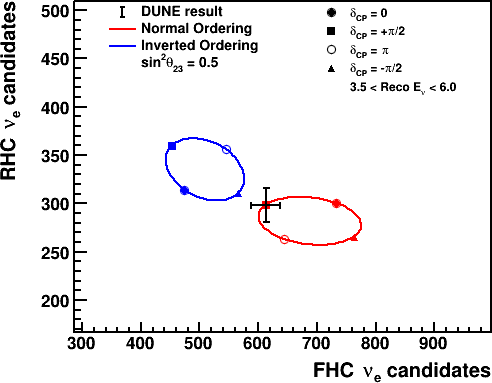 DUNE result
Normal Ordering
Inverted Ordering
sin²θ₂₃ = 0.5
δCP = 0
δCP = +π/2
δCP = π
δCP = -π/2
3.5 < Reco Eν < 6.0
RHC νe candidates
500
450
400
350
300
250
200
300
400
500
600
700
800
900
FHC νe candidates